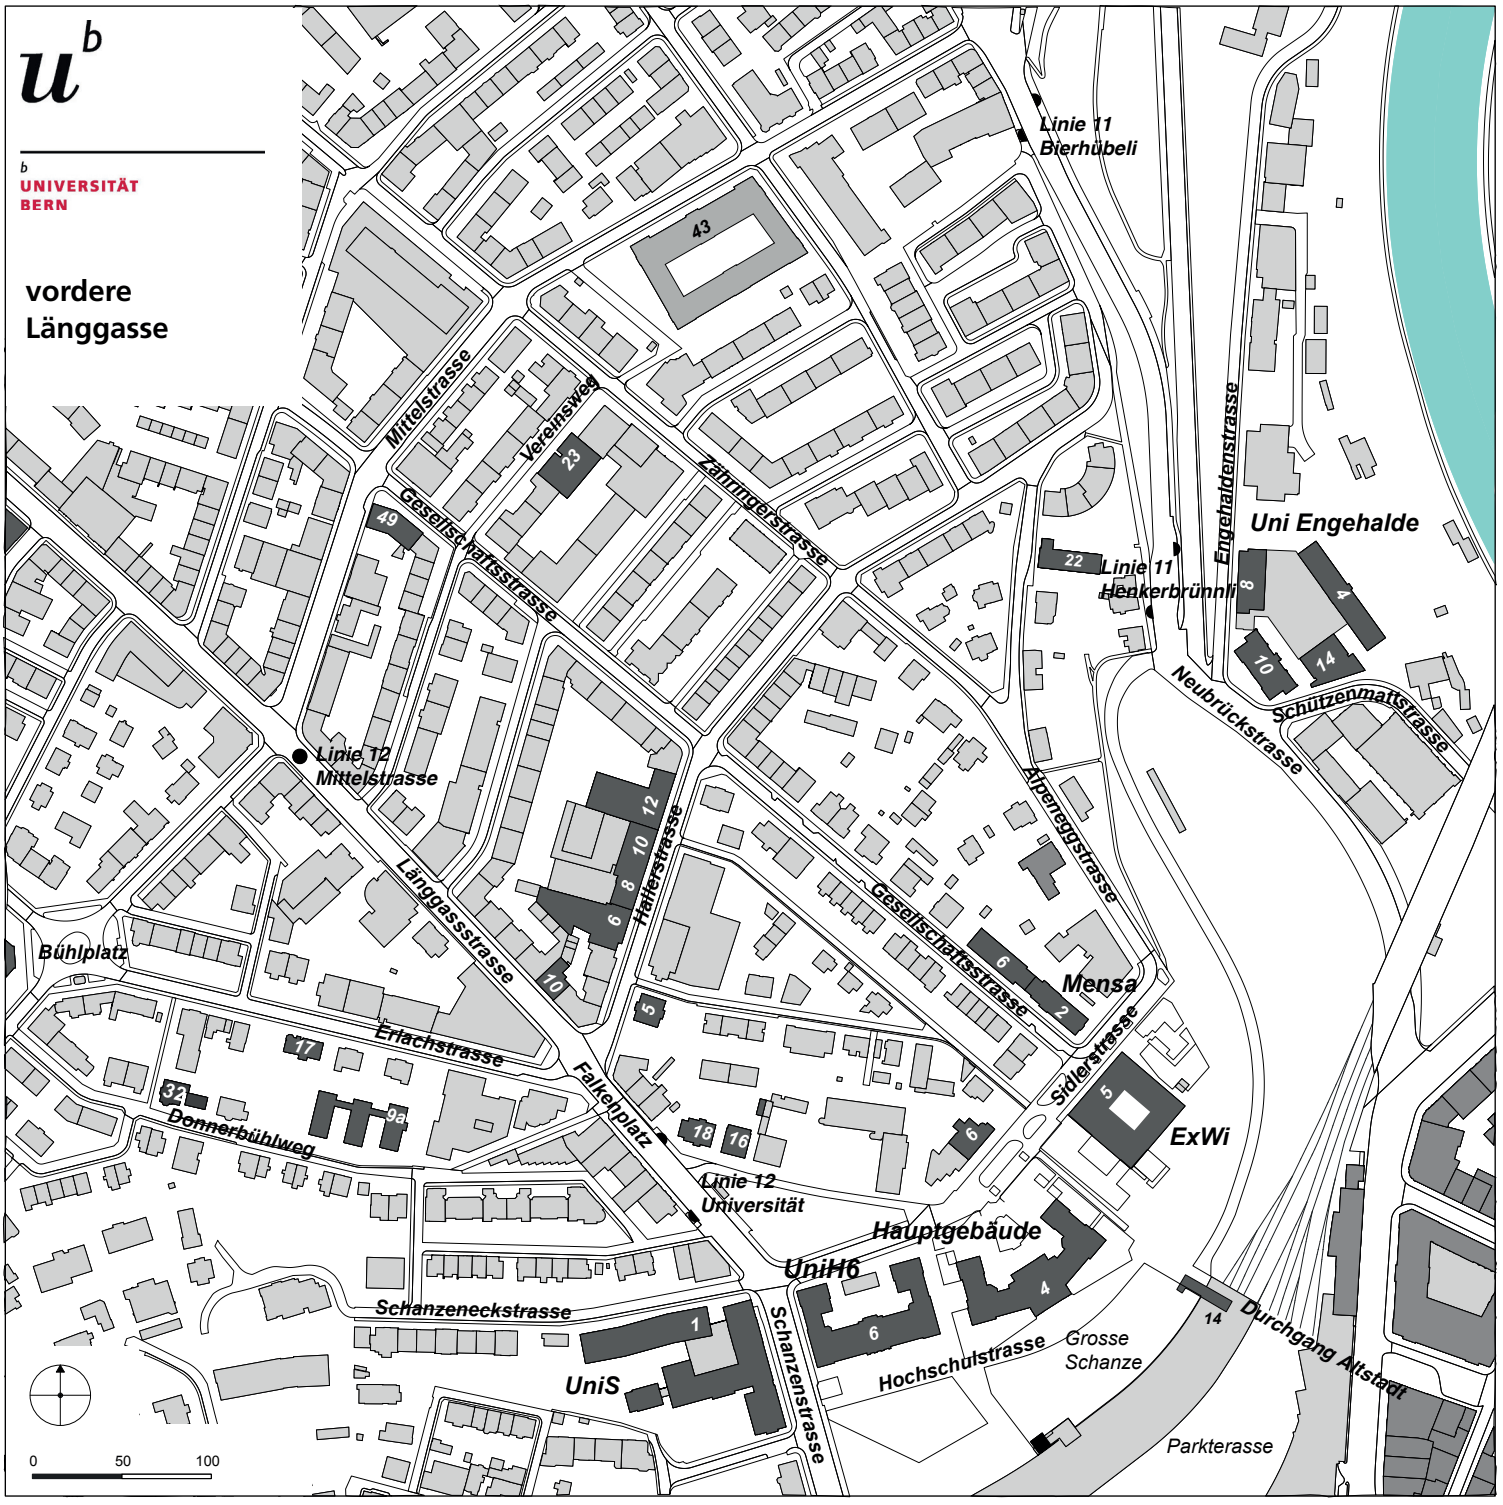 u b
b
UNIVERSITÄT
BERN
vordere
Länggasse
Linie 11
Bierhübeli
43
Mittelstrasse
Vereinsweg
23
Zähringerstrasse
Engehaldenstrasse
49
Gesellschaftsstrasse
Uni Engehalde
22
Linie 11
Henkerbrünnli
8
4
10
14
Neubrückstrasse
Schützenmattstrasse
Linie 12
Mittelstrasse
12
10
8
6
Hallerstrasse
Alpeneggstrasse
Länggassstrasse
Gesellschaftsstrasse
Bühlplatz
10
6
Mensa
2
5
Sidlerstrasse
Erlachstrasse
17
Falkenplatz
32
9a
Donnerbühlweg
18
16
6
5
ExWi
Linie 12
Universität
Hauptgebäude
UniH6
4
Schanzeneckstrasse
1
6
Schanzenstrasse
Hochschulstrasse
Grosse
Schanze
14
Durchgang Altstadt
UniS
Parkterasse
0 50 100